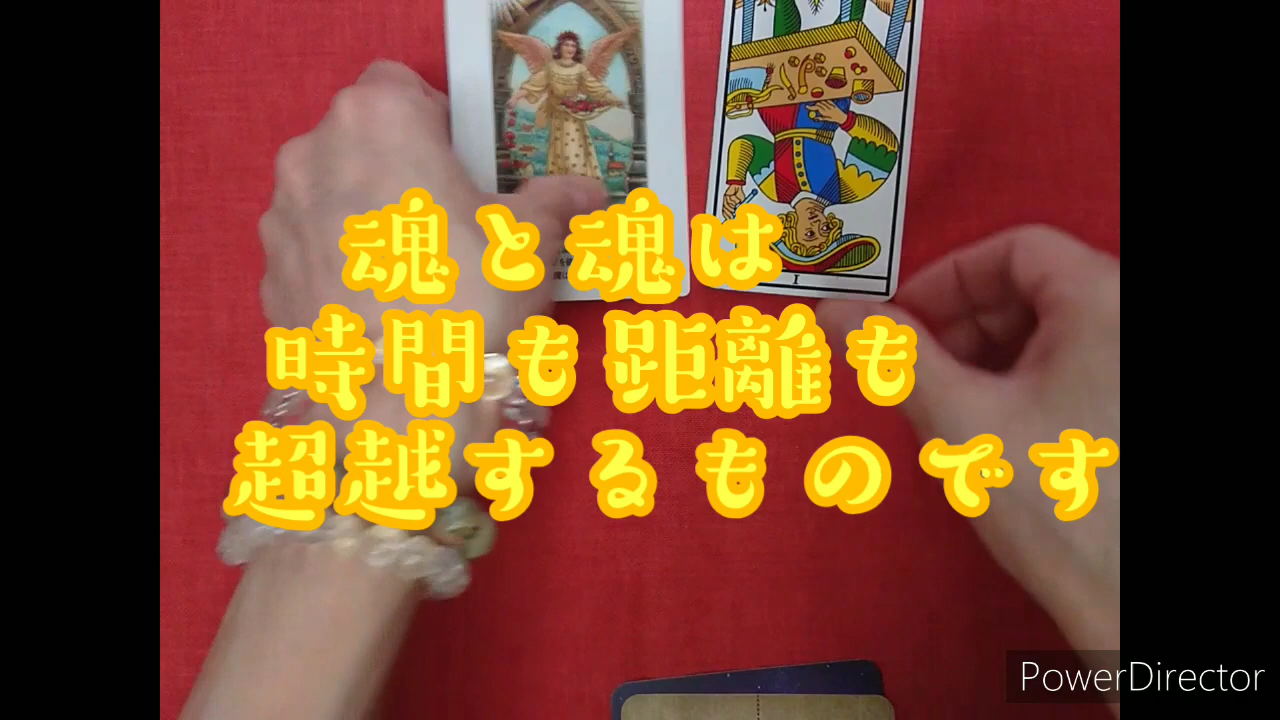 魂と魂は
時間も距離も
超越するものです
I
PowerDirector